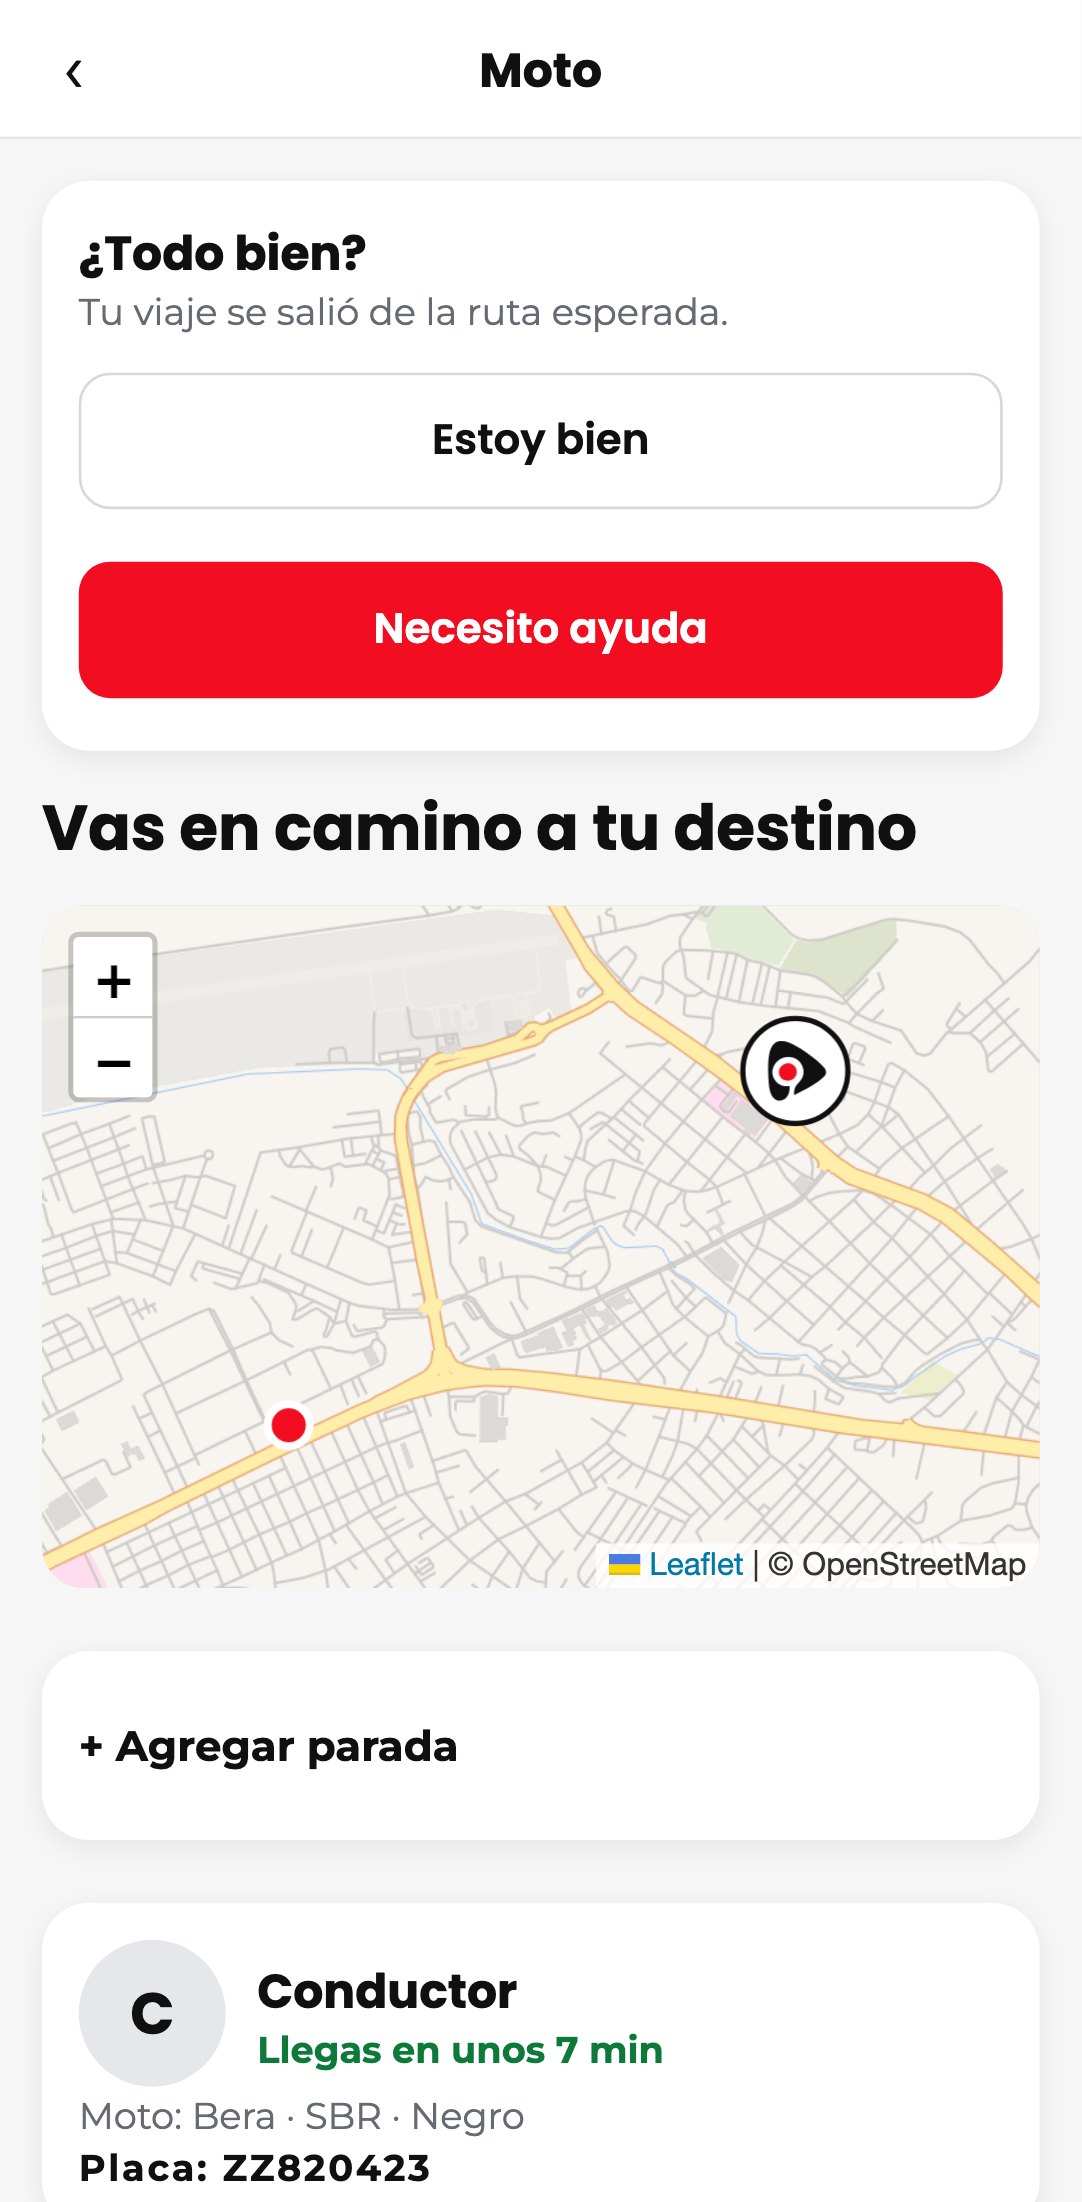 ‹
Moto
¿Todo bien?
Tu viaje se salió de la ruta esperada.
Estoy bien
Necesito ayuda
Vas en camino a tu destino
+
−
Leaflet | © OpenStreetMap
+ Agregar parada
C
Conductor
Llegas en unos 7 min
Moto: Bera · SBR · Negro
Placa: ZZ820423